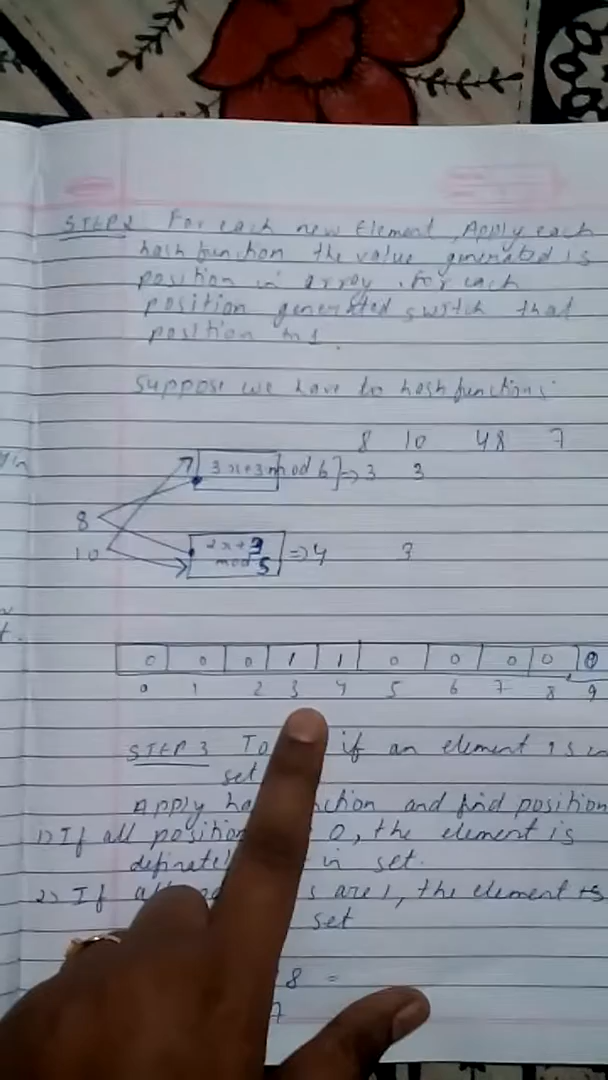 STEP2 For each new Element, Apply each
hash function the value generated is
position in array. For each
position generated switch that
position to 1.
Suppose we have to hash functions:
8 10 48 7
3x+3 mod 6 => 3 3
8
10
2x+3 mod 5 => 4 3
0 0 0 1 1 0 0 0 0 0
0 1 2 3 4 5 6 7 8 9
STEP 3 To if an element is in
set
Apply ha nction and find position
1) If all position 0, the element is
definatel in set.
2) If al s are 1, the element is
set
8 =
7